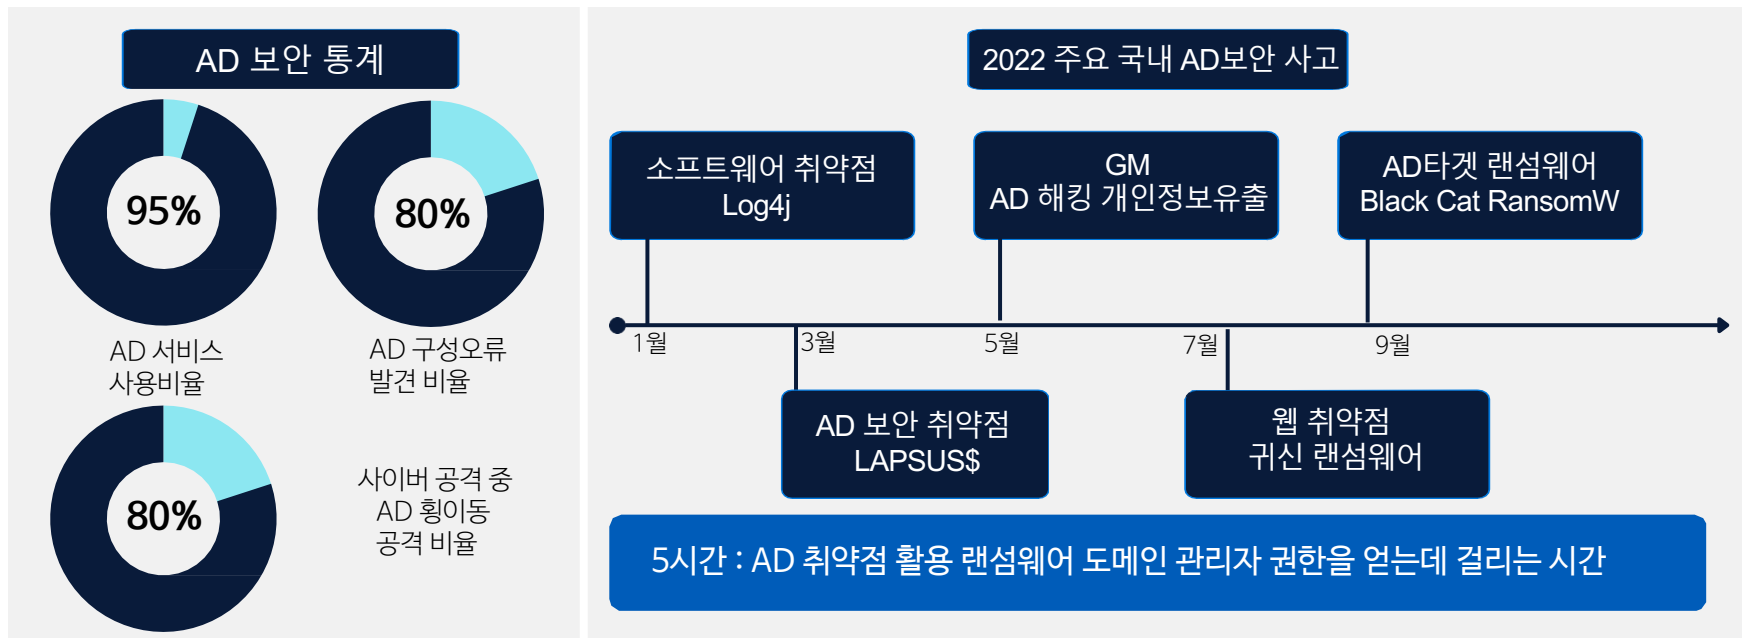 AD 보안 통계
95%
80%
AD 서비스
사용비율
AD 구성오류
발견 비율
80%
사이버 공격 중
AD 횡이동
공격 비율
2022 주요 국내 AD보안 사고
소프트웨어 취약점
Log4j
GM
AD 해킹 개인정보유출
AD타겟 랜섬웨어
Black Cat RansomW
1월
3월
5월
7월
9월
AD 보안 취약점
LAPSUS$
웹 취약점
귀신 랜섬웨어
5시간 : AD 취약점 활용 랜섬웨어 도메인 관리자 권한을 얻는데 걸리는 시간